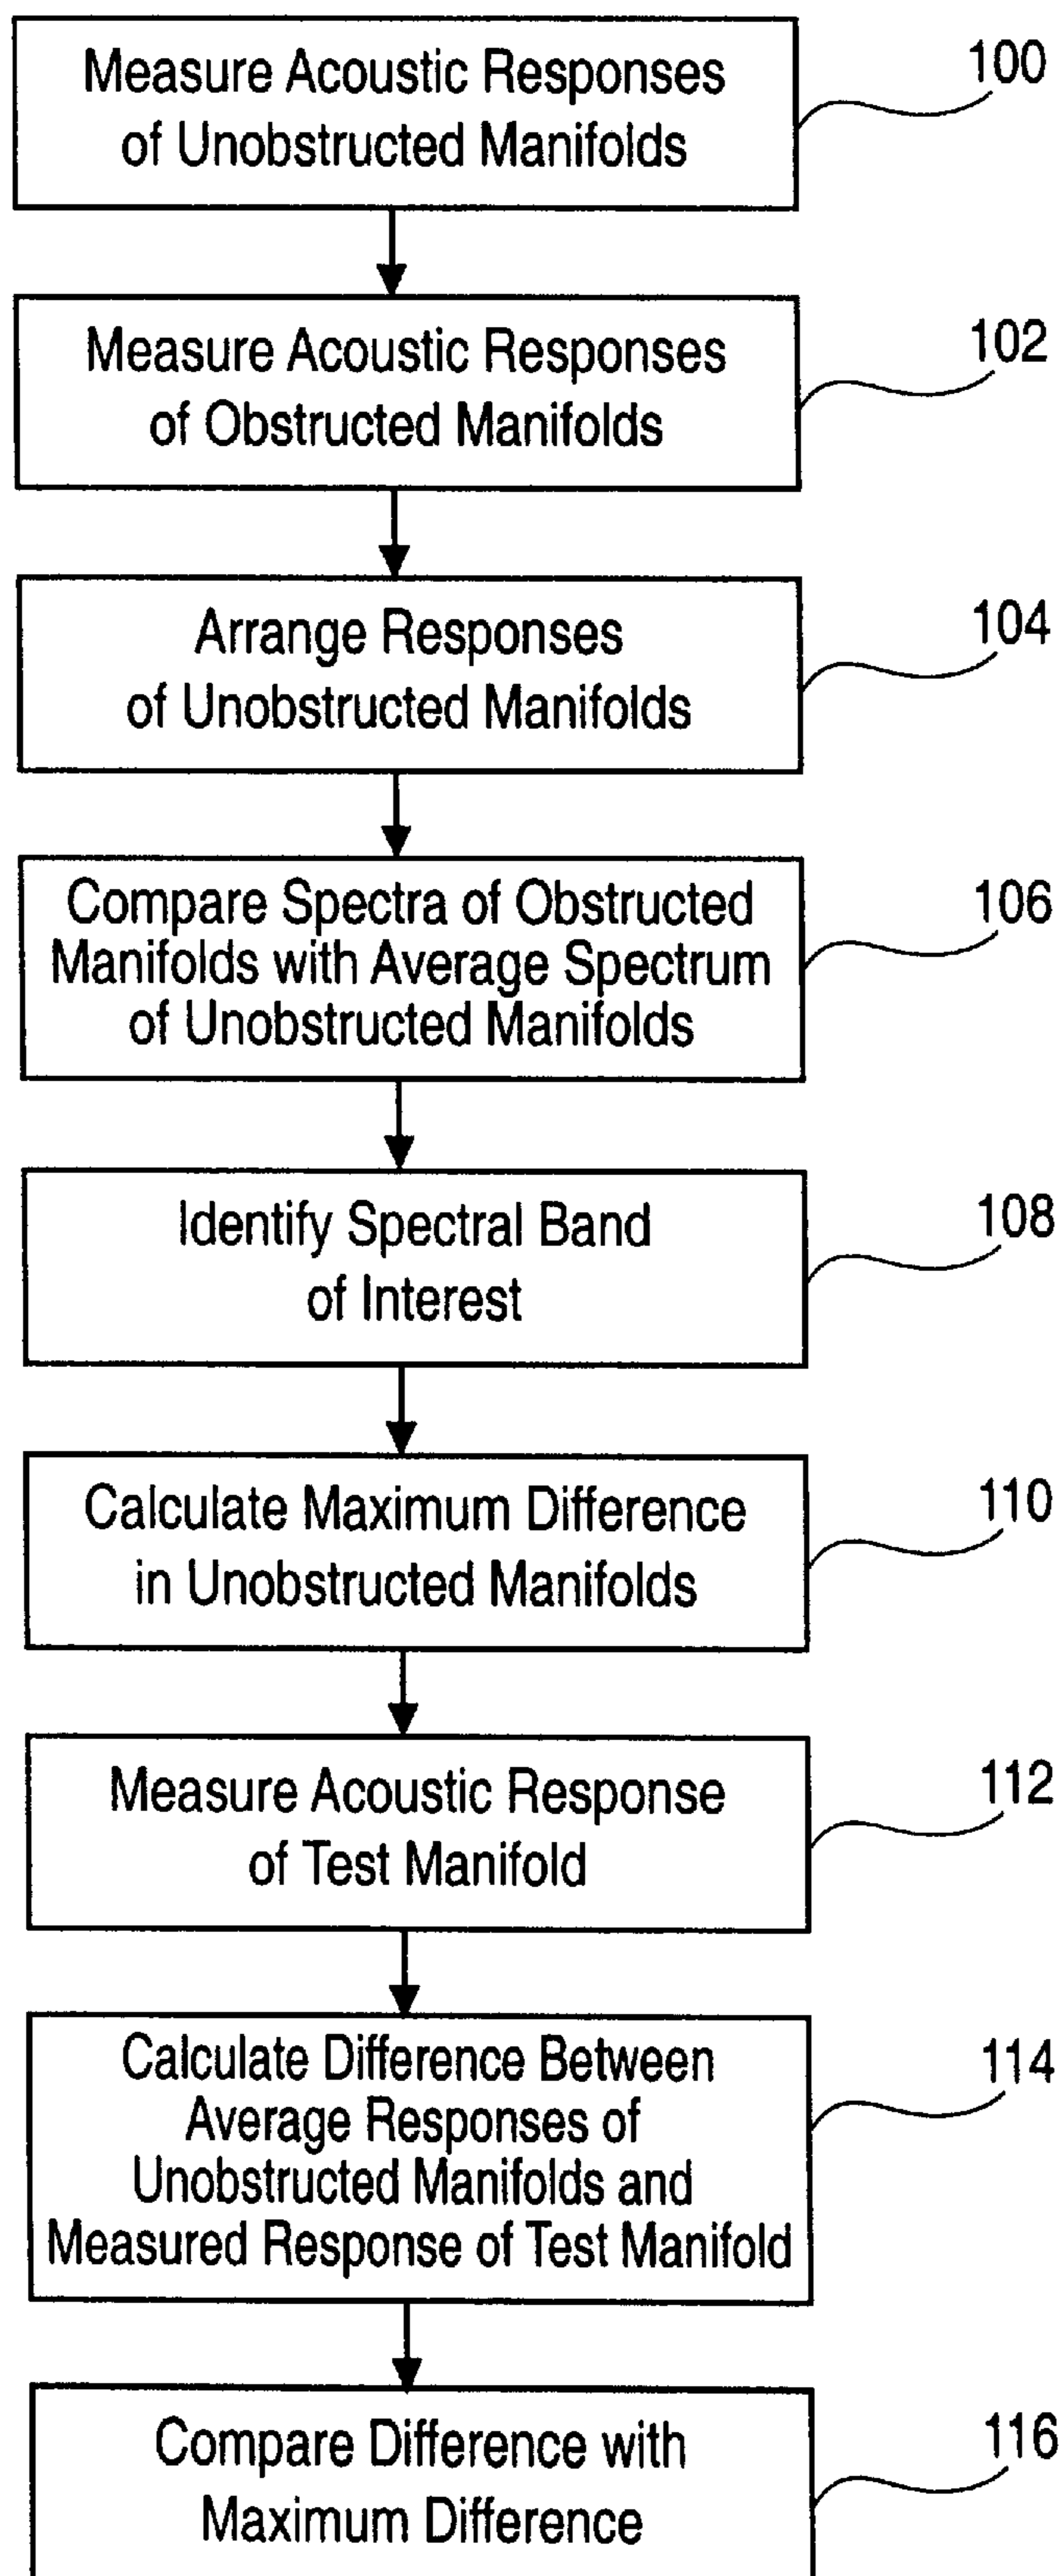 Measure Acoustic Responses
of Unobstructed Manifolds
100
Measure Acoustic Responses
of Obstructed Manifolds
102
Arrange Responses
of Unobstructed Manifolds
104
Compare Spectra of Obstructed
Manifolds with Average Spectrum
of Unobstructed Manifolds
106
Identify Spectral Band
of Interest
108
Calculate Maximum Difference
in Unobstructed Manifolds
110
Measure Acoustic Response
of Test Manifold
112
Calculate Difference Between
Average Responses of
Unobstructed Manifolds and
Measured Response of Test Manifold
114
Compare Difference with
Maximum Difference
116